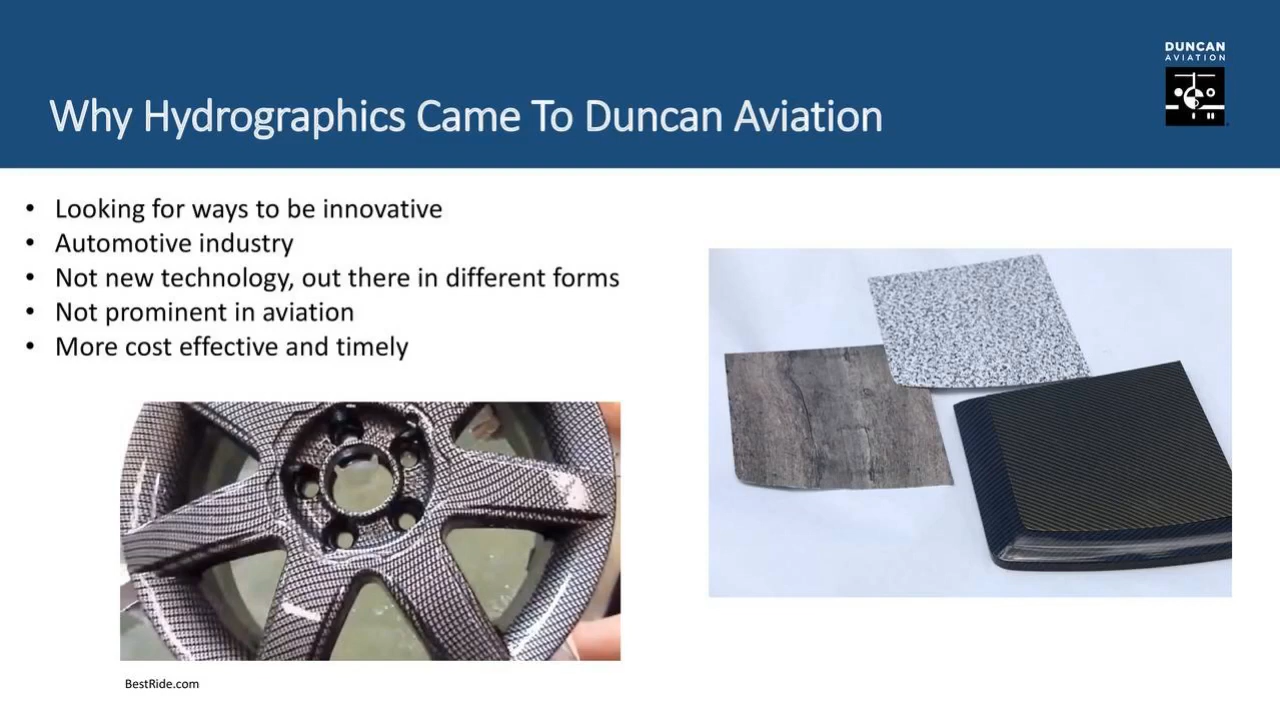 DUNCAN
AVIATION
Why Hydrographics Came To Duncan Aviation
• Looking for ways to be innovative
• Automotive industry
• Not new technology, out there in different forms
• Not prominent in aviation
• More cost effective and timely
BestRide.com